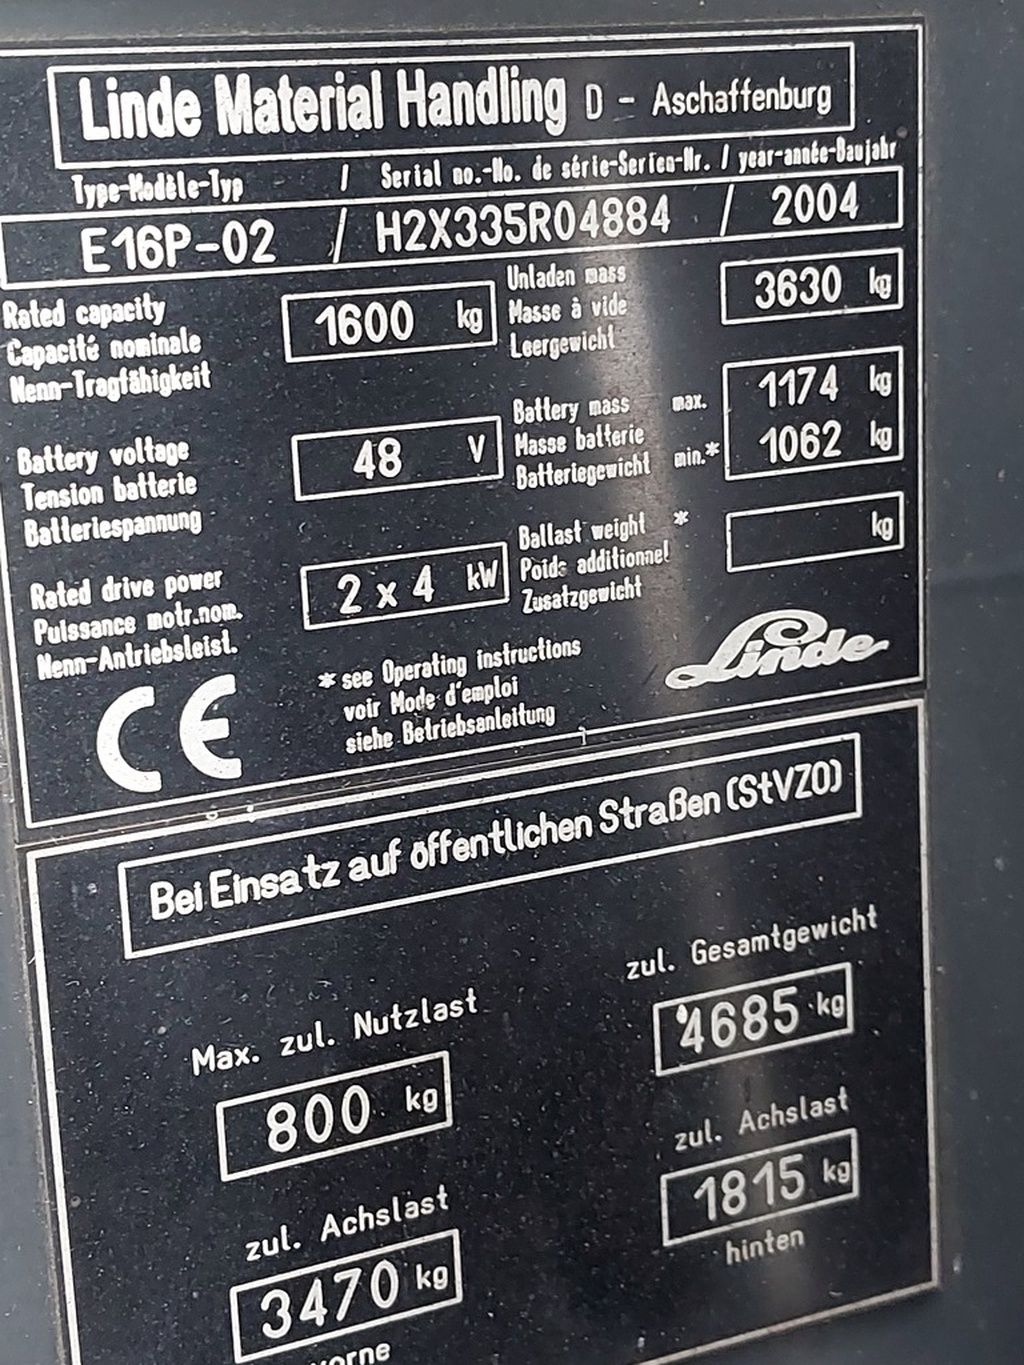 Linde Material Handling D - Aschaffenburg
Type-Modèle-Typ / Serial no.-No. de série-Serien-Nr. / year-année-Baujahr
E16P-02 / H2X335R04884 / 2004
Rated capacity
Capacité nominale
Nenn-Tragfähigkeit
1600 kg
Unladen mass
Masse à vide
Leergewicht
3630 kg
Battery voltage
Tension batterie
Batteriespannung
48 V
Battery mass max.
Masse batterie
Batteriegewicht min.*
1174 kg
1062 kg
Rated drive power
Puissance motr.nom.
Nenn-Antriebsleist.
2 x 4 kW
Ballast weight *
Poids additionnel
Zusatzgewicht
kg
CE
* see Operating instructions
voir Mode d'emploi
siehe Betriebsanleitung
Linde
Bei Einsatz auf öffentlichen Straßen (StVZO)
Max. zul. Nutzlast
800 kg
zul. Gesamtgewicht
4685 kg
zul. Achslast
3470 kg
vorne
zul. Achslast
1815 kg
hinten